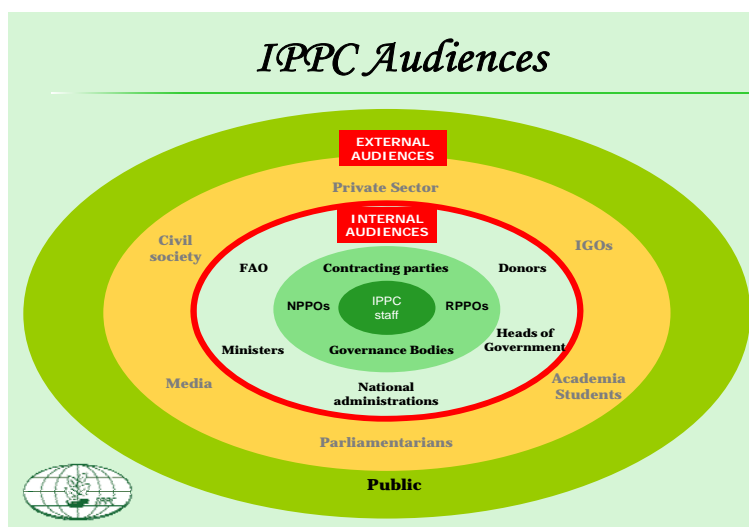 IPPC Audiences
EXTERNAL
AUDIENCES
Private Sector
INTERNAL
AUDIENCES
Civil
society
IGOs
FAO
Contracting parties
Donors
NPPOs
IPPC
staff
RPPOs
Heads of
Government
Ministers
Governance Bodies
Media
National
administrations
Academia
Students
Parliamentarians
Public
IPPC